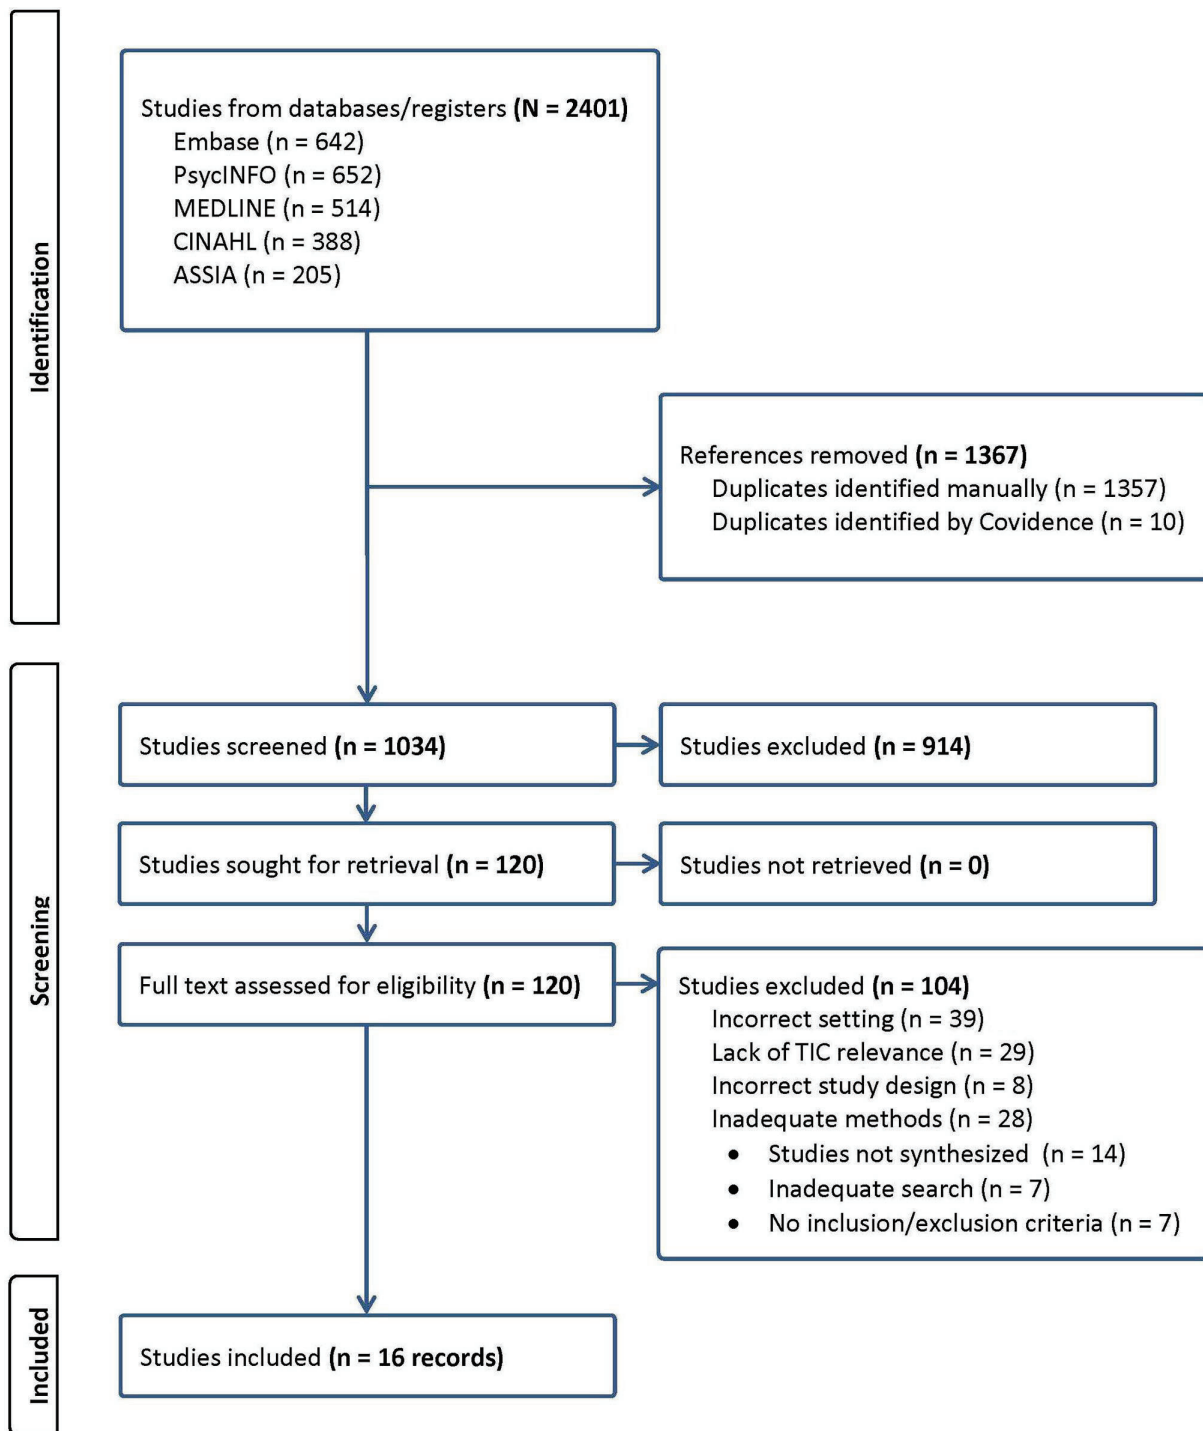 Identification
Studies from databases/registers (N = 2401)
Embase (n = 642)
PsycINFO (n = 652)
MEDLINE (n = 514)
CINAHL (n = 388)
ASSIA (n = 205)
References removed (n = 1367)
Duplicates identified manually (n = 1357)
Duplicates identified by Covidence (n = 10)
Screening
Studies screened (n = 1034)
Studies excluded (n = 914)
Studies sought for retrieval (n = 120)
Studies not retrieved (n = 0)
Full text assessed for eligibility (n = 120)
Studies excluded (n = 104)
Incorrect setting (n = 39)
Lack of TIC relevance (n = 29)
Incorrect study design (n = 8)
Inadequate methods (n = 28)
• Studies not synthesized (n = 14)
• Inadequate search (n = 7)
• No inclusion/exclusion criteria (n = 7)
Included
Studies included (n = 16 records)